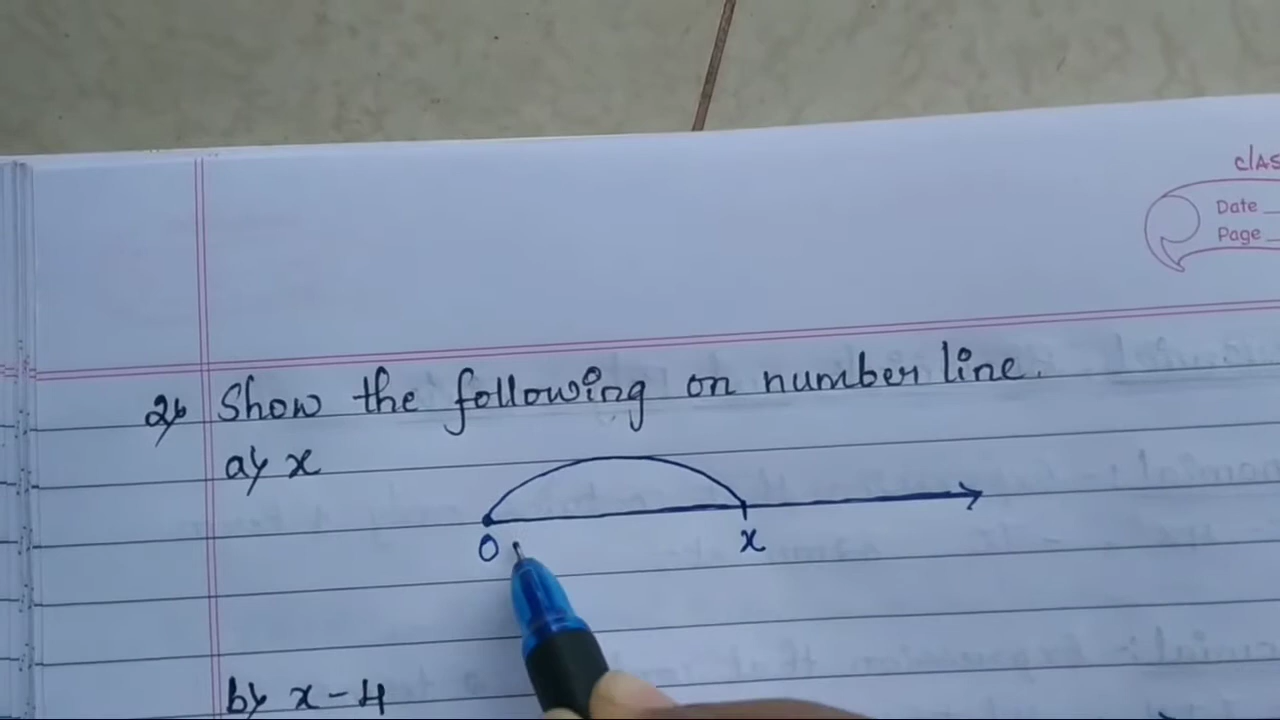 clAS
Date
Page
2) Show the following on number line.
a) x
0 x
b) x-4